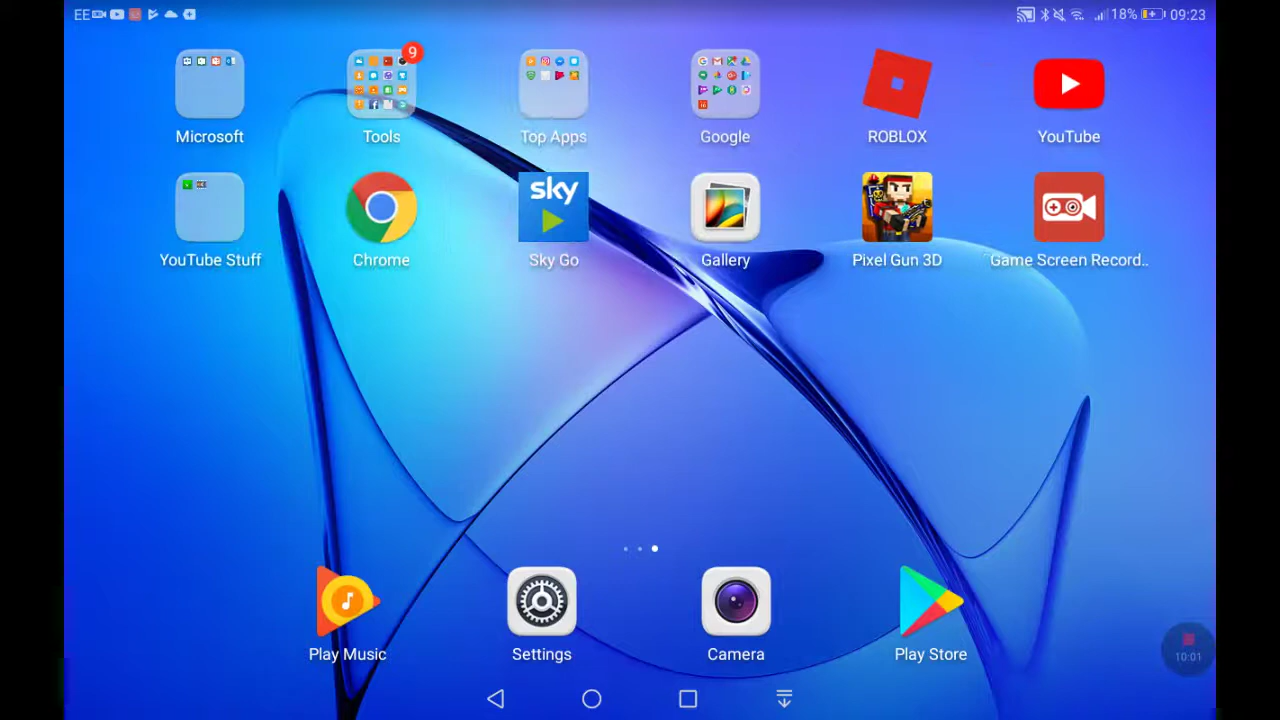 EE 18% 09:23
9
Microsoft Tools Top Apps Google ROBLOX YouTube
sky
YouTube Stuff Chrome Sky Go Gallery Pixel Gun 3D Game Screen Record..
Play Music Settings Camera Play Store
10:01